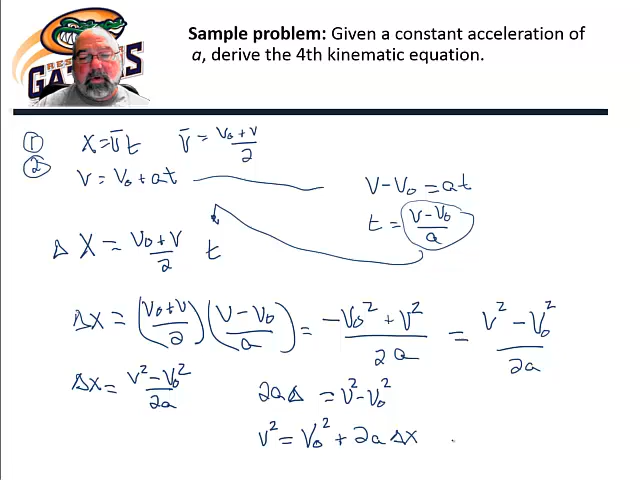 Sample problem: Given a constant acceleration of
a, derive the 4th kinematic equation.
GATORS
① X = v̅t   v̅ = (v₀ + v)/2
② v = v₀ + at
v - v₀ = at
t = (v - v₀)/a
Δ X = (v₀ + v)/2 t
Δx = ((v₀ + v)/2)((v - v₀)/a) = (-v₀² + v²)/2a = (v² - v₀²)/2a
Δx = (v² - v₀²)/2a
2a Δ = v² - v₀²
v² = v₀² + 2a Δx